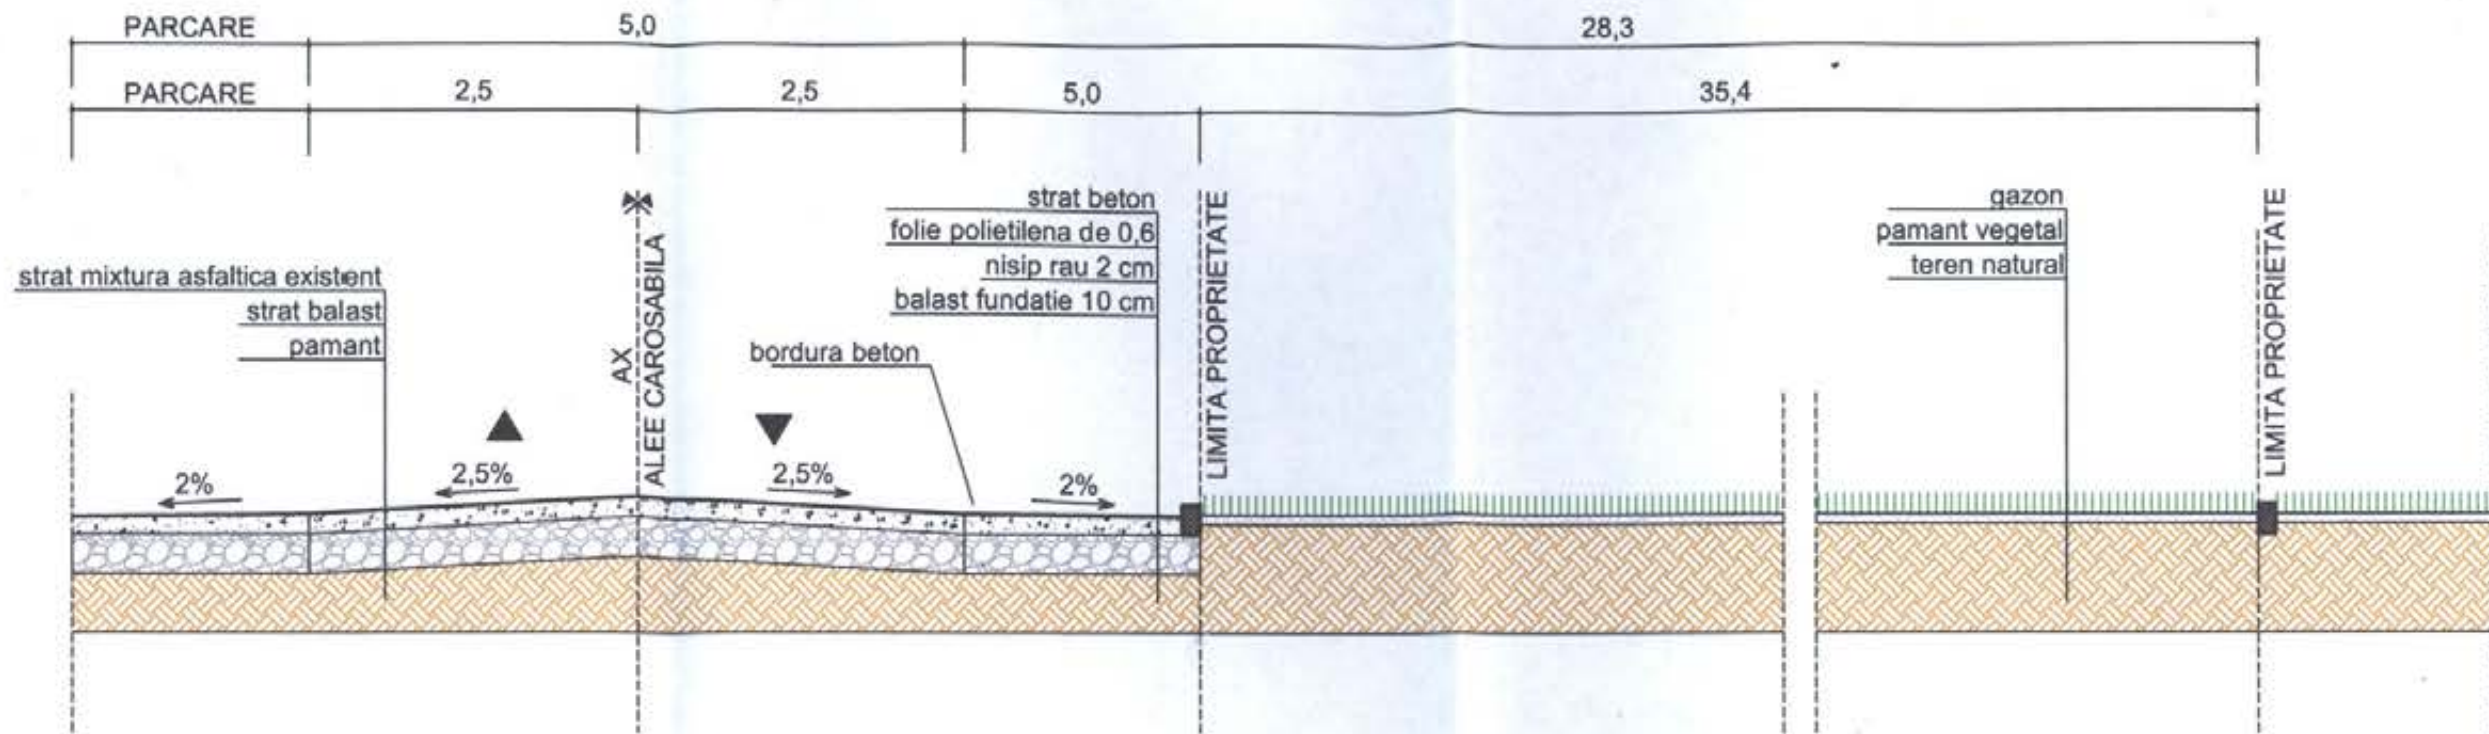 PARCARE 5,0 28,3
PARCARE 2,5 2,5 5,0 35,4
strat mixtura asfaltica existent
strat balast
pamant
AX
ALEE CAROSABILA
strat beton
folie polietilena de 0,6
nisip rau 2 cm
balast fundatie 10 cm
bordura beton
LIMITA PROPRIETATE
gazon
pamant vegetal
teren natural
LIMITA PROPRIETATE
2% 2,5% 2,5% 2%